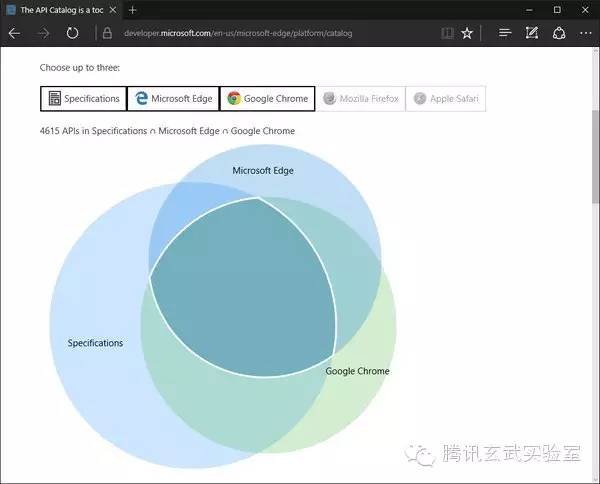 The API Catalog is a toc
developer.microsoft.com/en-us/microsoft-edge/platform/catalog
Choose up to three:
Specifications Microsoft Edge Google Chrome Mozilla Firefox Apple Safari
4615 APIs in Specifications ∩ Microsoft Edge ∩ Google Chrome
Microsoft Edge
Specifications
Google Chrome
腾讯玄武实验室